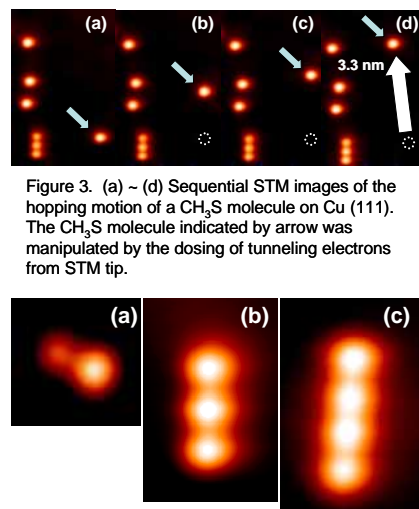 (a) (b) (c) (d)
3.3 nm
Figure 3. (a) ~ (d) Sequential STM images of the
hopping motion of a CH3S molecule on Cu (111).
The CH3S molecule indicated by arrow was
manipulated by the dosing of tunneling electrons
from STM tip.
(a) (b) (c)